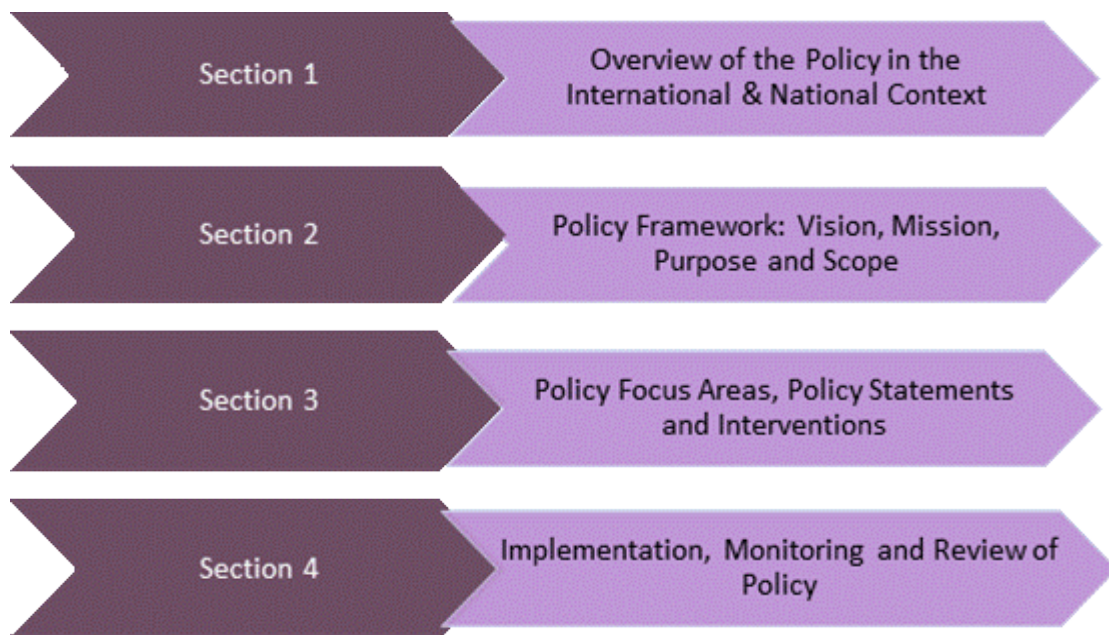 Section 1
Overview of the Policy in the
International & National Context
Section 2
Policy Framework: Vision, Mission,
Purpose and Scope
Section 3
Policy Focus Areas, Policy Statements
and Interventions
Section 4
Implementation, Monitoring and Review of
Policy